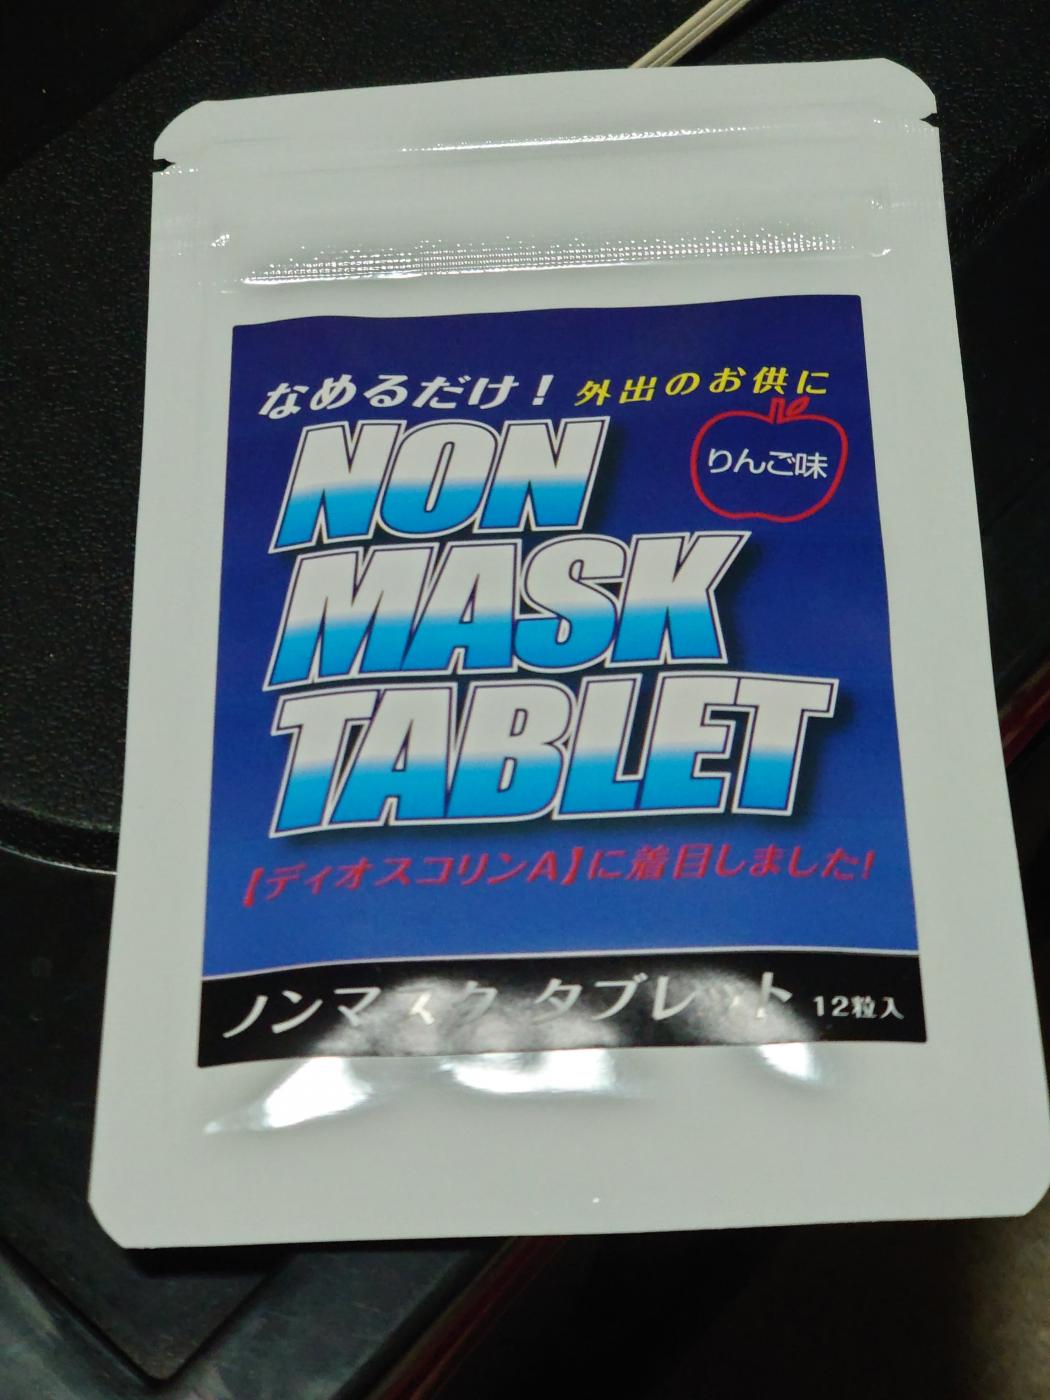 なめるだけ！ 外出のお供に
りんご味
NON
MASK
TABLET
【ディオスコリンA】に着目しました!
ノンマスク タブレット 12粒入